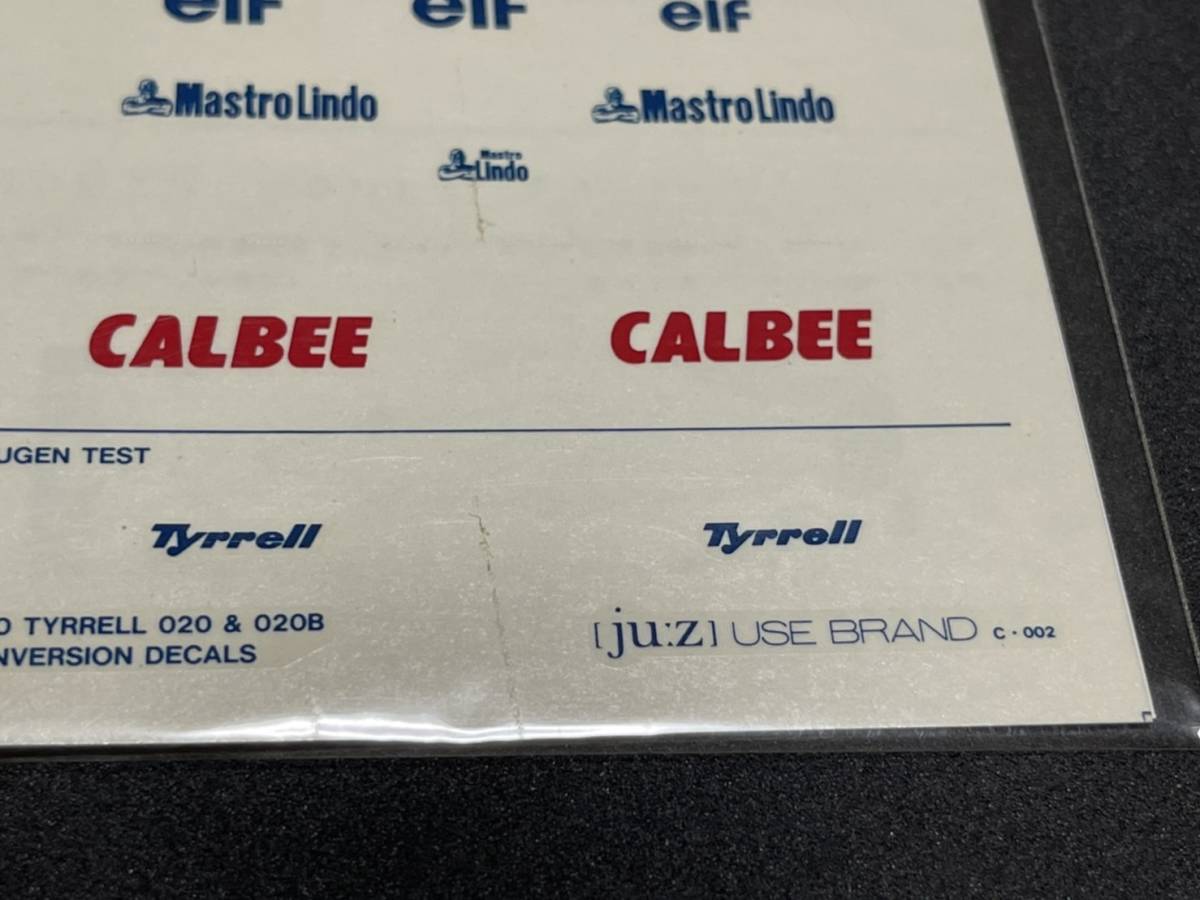 elf elf elf
Mastro Lindo Mastro Lindo
Mastro
Lindo
CALBEE CALBEE
UGEN TEST
Tyrrell Tyrrell
TYRRELL 020 & 020B
NVERSION DECALS
[ju:z] USE BRAND C・002